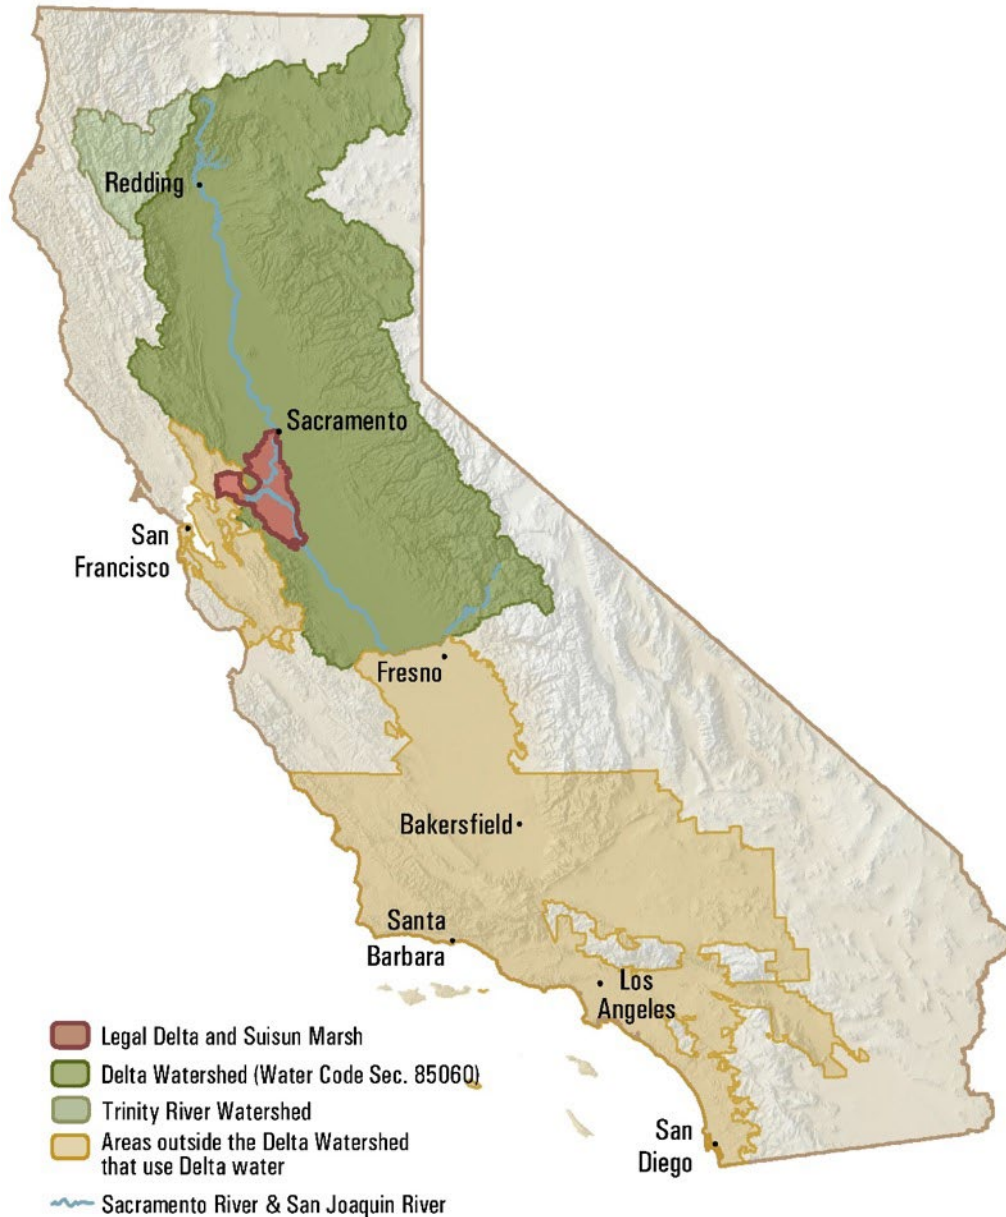 Redding
Sacramento
San
Francisco
Fresno
Bakersfield
Santa
Barbara
Los
Angeles
San
Diego
Legal Delta and Suisun Marsh
Delta Watershed (Water Code Sec. 85060)
Trinity River Watershed
Areas outside the Delta Watershed
that use Delta water
Sacramento River & San Joaquin River